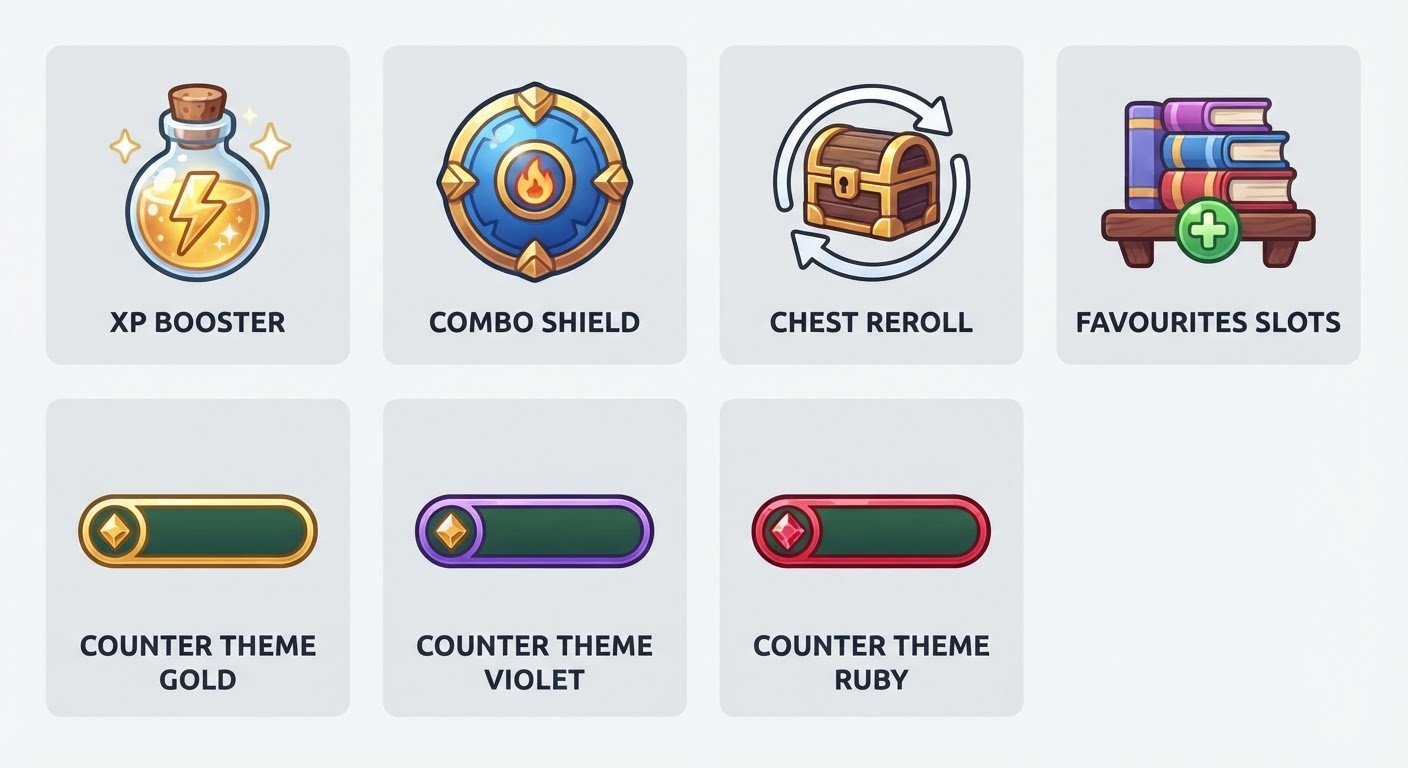 XP BOOSTER
COMBO SHIELD
CHEST REROLL
FAVOURITES SLOTS
COUNTER THEME
GOLD
COUNTER THEME
VIOLET
COUNTER THEME
RUBY